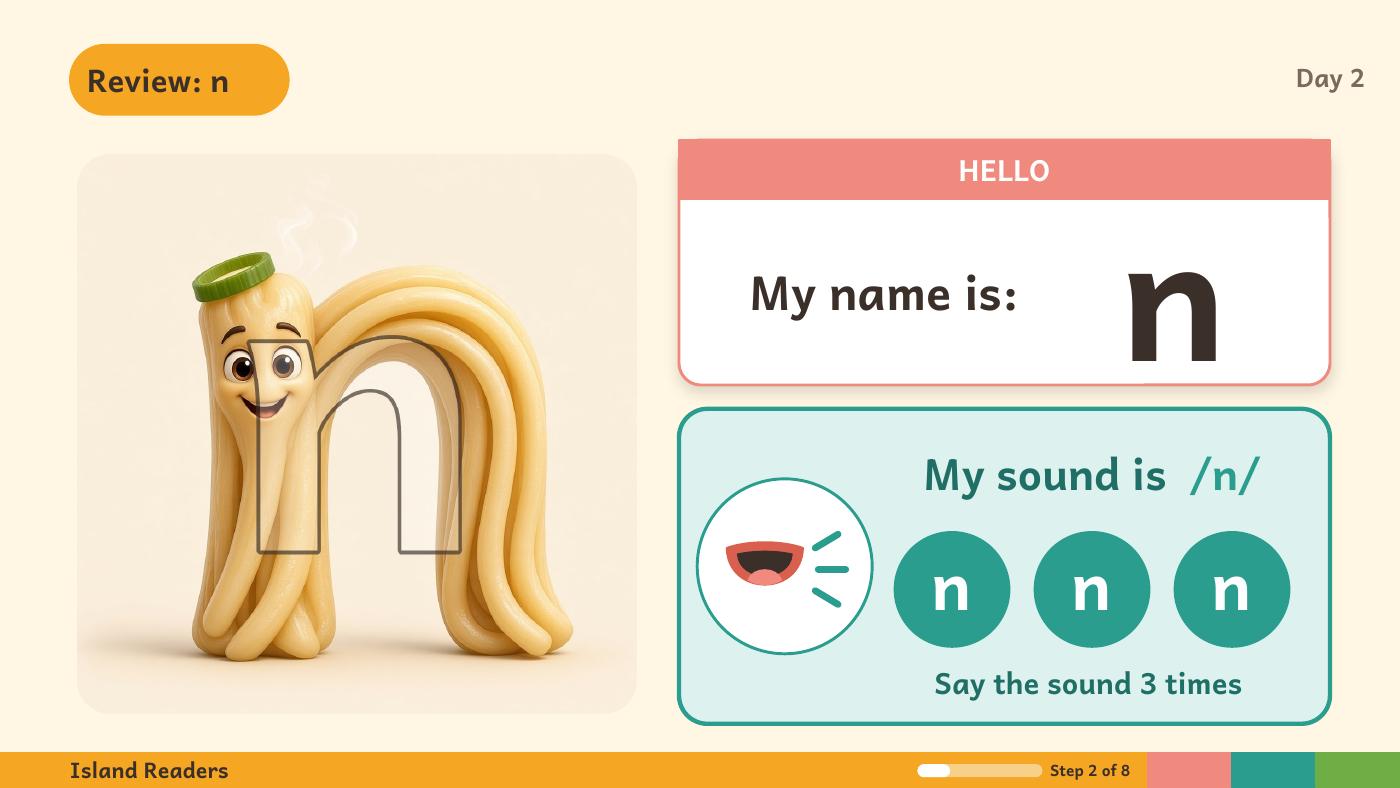 Review: n
Day 2
HELLO
My name is: n
n
My sound is /n/
n n n
Say the sound 3 times
Island Readers
Step 2 of 8